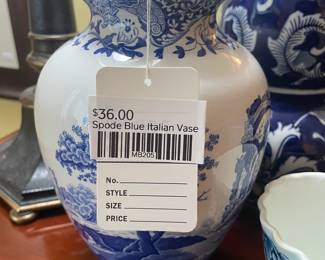 $36.00
Spode Blue Italian Vase
MB205
No.
STYLE
SIZE
PRICE